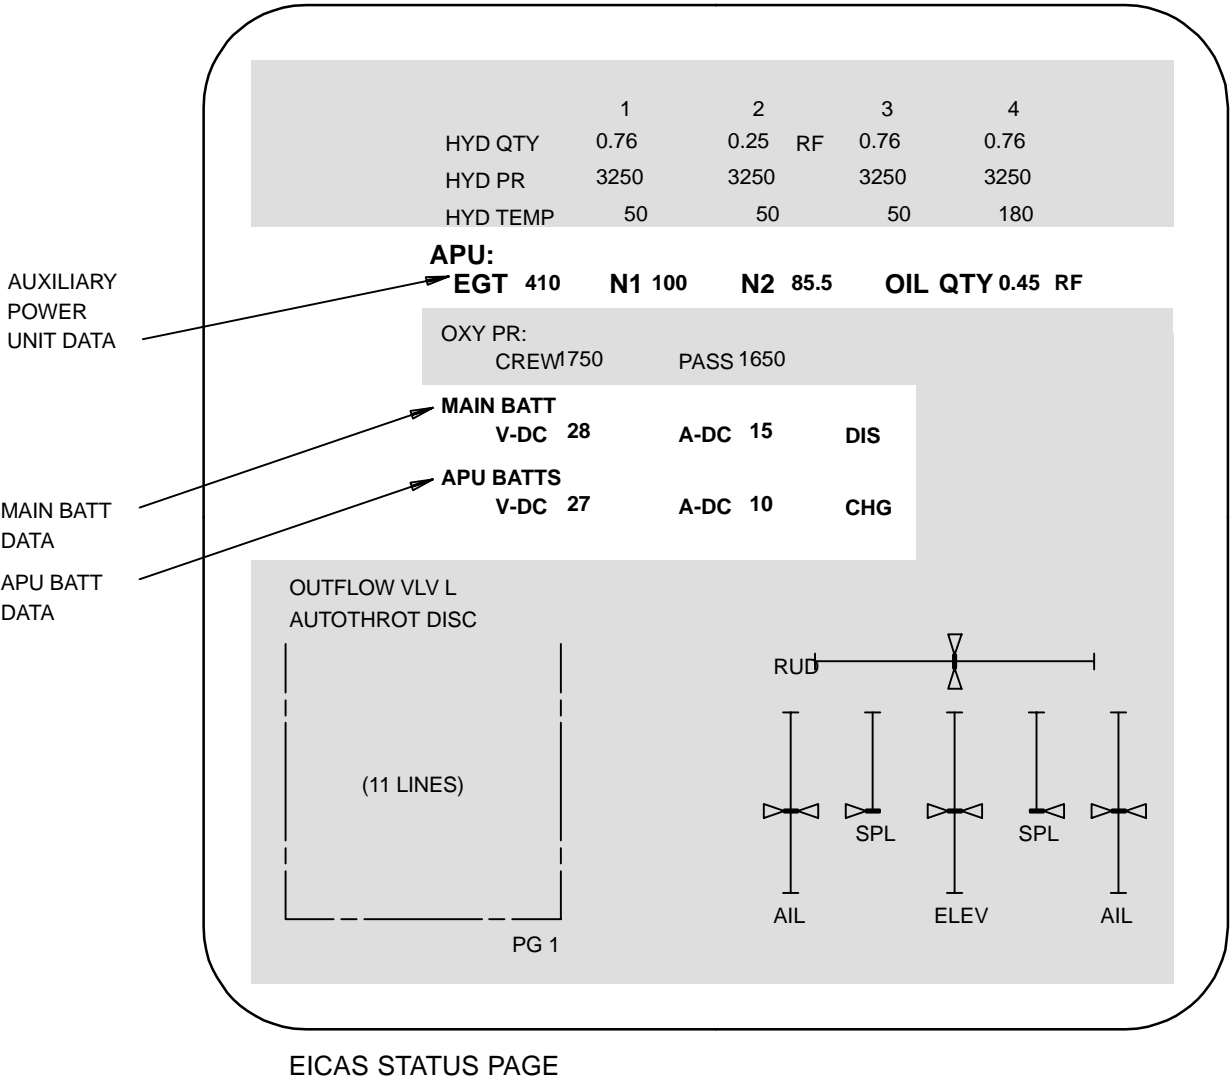 1 2 3 4
HYD QTY 0.76 0.25 RF 0.76 0.76
HYD PR 3250 3250 3250 3250
HYD TEMP 50 50 50 180
APU:
EGT 410 N1 100 N2 85.5 OIL QTY 0.45 RF
AUXILIARY
POWER
UNIT DATA
OXY PR:
CREW 1750 PASS 1650
MAIN BATT
V-DC 28 A-DC 15 DIS
APU BATTS
V-DC 27 A-DC 10 CHG
MAIN BATT
DATA
APU BATT
DATA
OUTFLOW VLV L
AUTOTHROT DISC
(11 LINES)
PG 1
RUD
SPL SPL
AIL ELEV AIL
EICAS STATUS PAGE